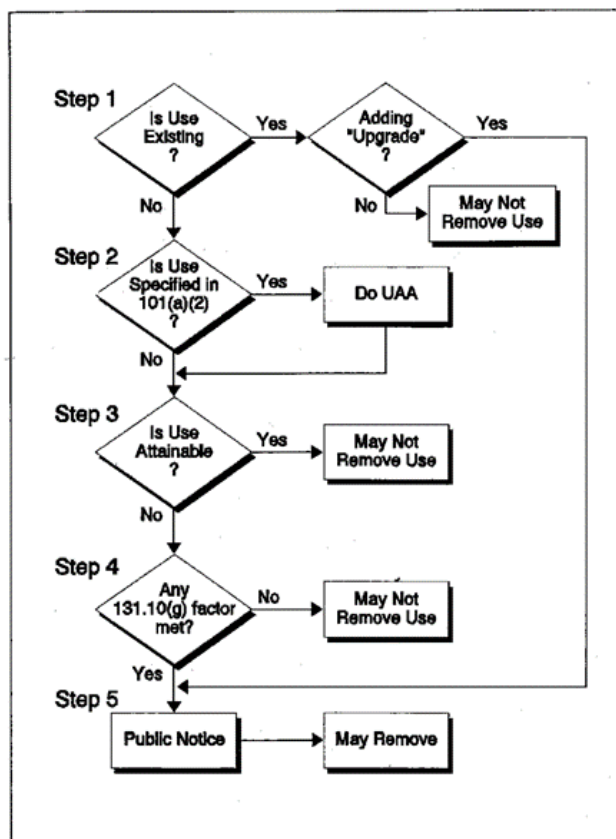 Step 1
Is Use
Existing
?
Yes
Adding
"Upgrade"
?
Yes
No
No
May Not
Remove Use
Step 2
Is Use
Specified in
101(a)(2)
?
Yes
Do UAA
No
Step 3
Is Use
Attainable
?
Yes
May Not
Remove Use
No
Step 4
Any
131.10(g) factor
met?
No
May Not
Remove Use
Yes
Step 5
Public Notice
May Remove